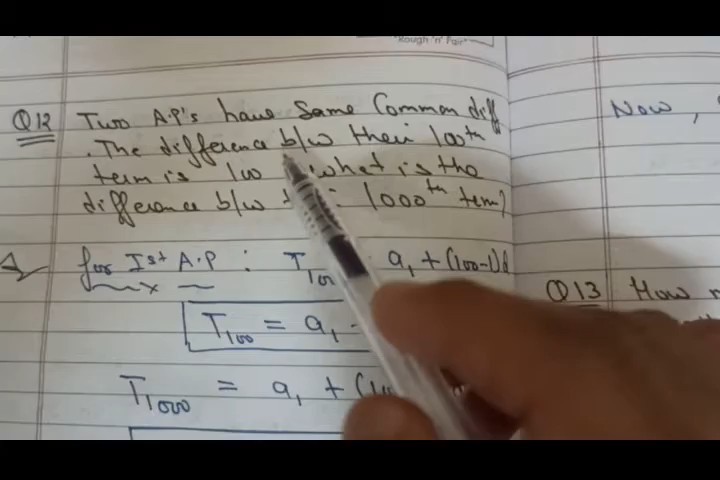 "Rough 'n' Fair"
Q12 Two A.P's have Same Common diff
. The difference b/w their 100th
term is 100 what is the
difference b/w 1000th term?
for Ist A.P : T100 a1 + (100-1)d
T100 = a1
T1000 = a1 +
Now ,
Q13 How